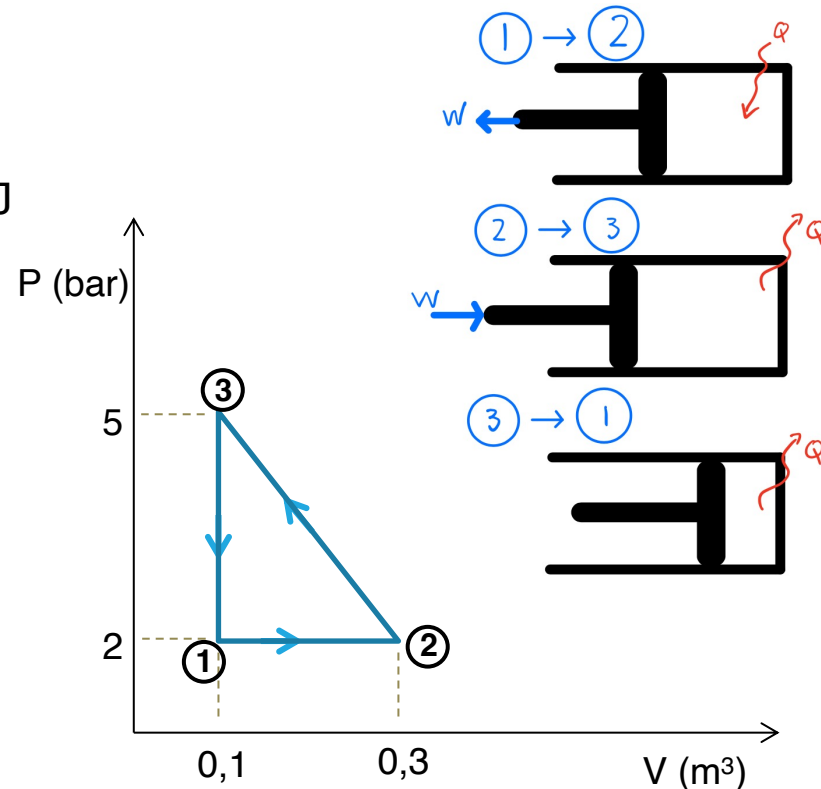 ① → ②
Q
W
J
② → ③
Q
W
P (bar)
③ → ①
③
5
Q
2
①
②
0,1
0,3
V (m³)